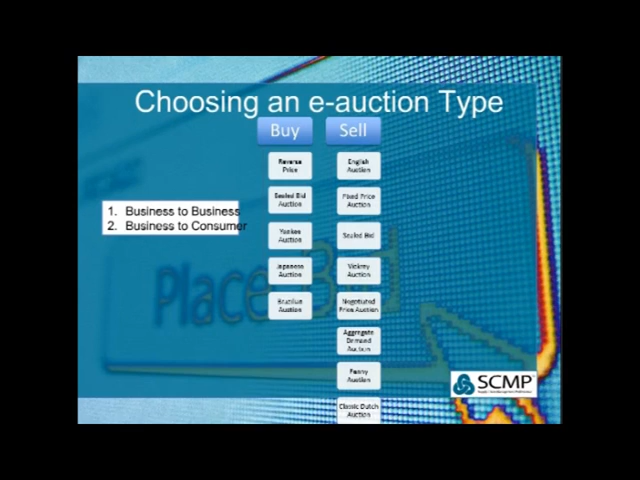 Choosing an e-auction Type
Buy
Sell
1. Business to Business
2. Business to Consumer
Reverse
Price
Sealed Bid
Auction
Yankee
Auction
Japanese
Auction
Brazilian
Auction
English
Auction
Fixed Price
Auction
Sealed Bid
Vickrey
Auction
Negotiated
Price Auction
Aggregate
Demand
Auction
Penny
Auction
Classic Dutch
Auction
Place Bid
SCMP